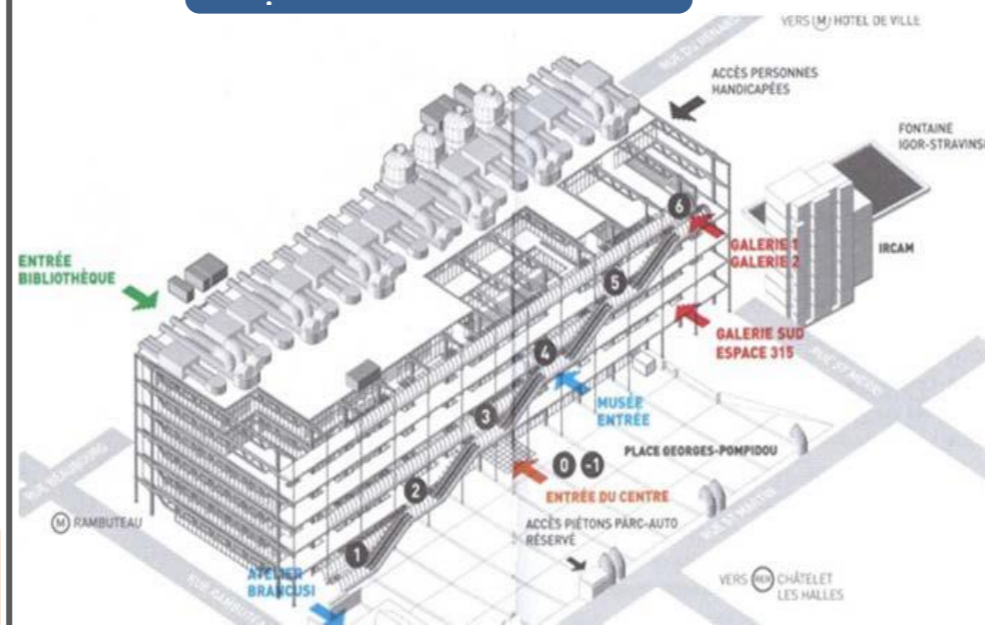 VERS (M) HOTEL DE VILLE
RUE DU RENARD
ACCÈS PERSONNES
HANDICAPÉES
FONTAINE
IGOR-STRAVINS
ENTRÉE
BIBLIOTHÈQUE
6
GALERIE 1
GALERIE 2
IRCAM
5
GALERIE SUD
ESPACE 315
4
RUE ST MERRI
MUSÉE
ENTRÉE
3
PLACE GEORGES-POMPIDOU
0 -1
RUE BEAUBOURG
2
ENTRÉE DU CENTRE
M RAMBUTEAU
ACCÈS PIÉTONS PARC-AUTO
RÉSERVÉ
RUE ST MARTIN
1
ATELIER
BRANCUSI
RUE RAMBUTEAU
VERS RER CHÂTELET
LES HALLES